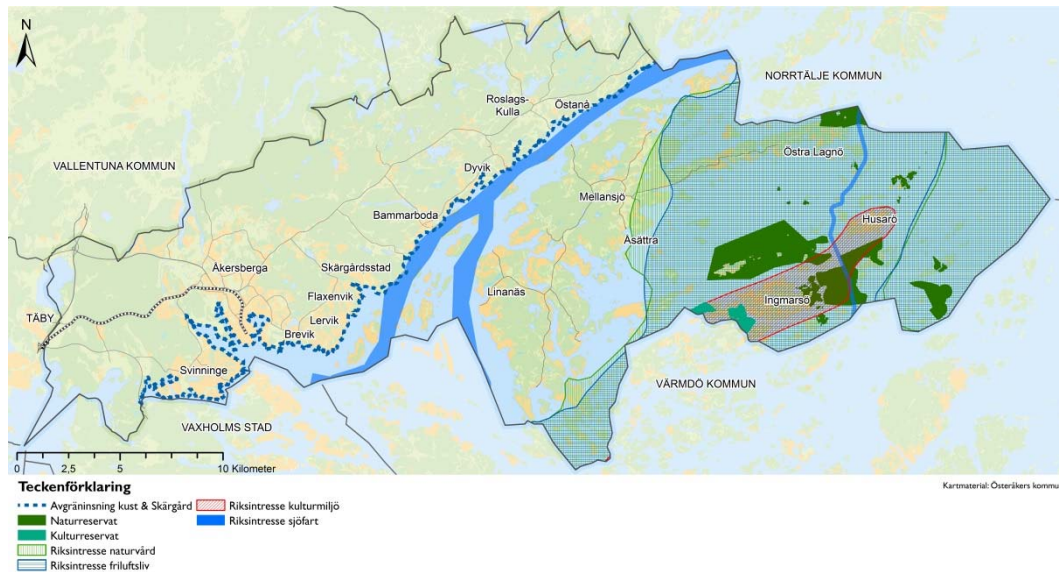 N
NORRTÄLJE KOMMUN
Roslags-
Kulla
Östanå
VALLENTUNA KOMMUN
Östra Lagnö
Dyvik
Mellansjö
Bammarboda
Husarö
Åsättra
Skärgårdsstad
Åkersberga
Linanäs
Flaxenvik
Ingmarsö
TÄBY
Lervik
Brevik
Svinninge
VÄRMDÖ KOMMUN
VAXHOLMS STAD
0 2,5 5 10 Kilometer
Teckenförklaring
Kartmaterial: Österåkers kommu
Avgräninsning kust & Skärgård
Naturreservat
Kulturreservat
Riksintresse naturvård
Riksintresse friluftsliv
Riksintresse kulturmiljö
Riksintresse sjöfart